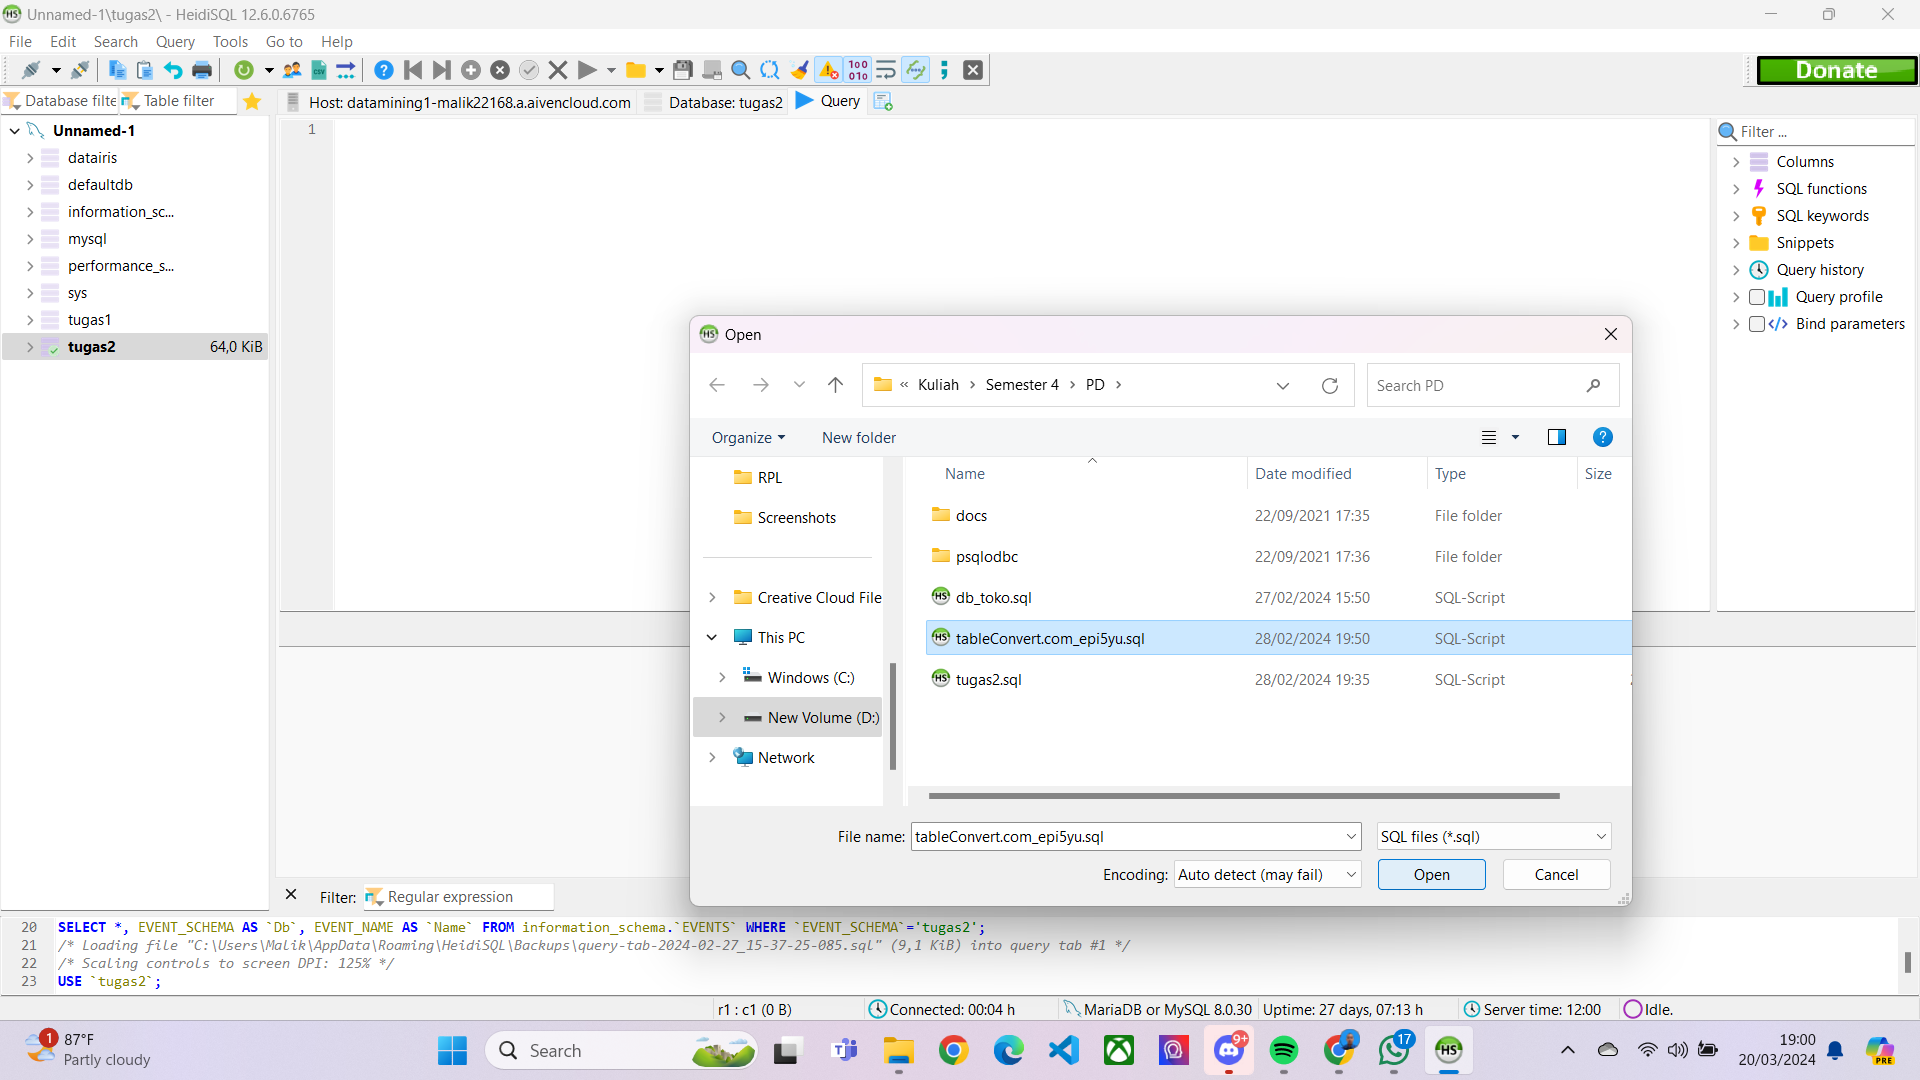 Unnamed-1\tugas2\ - HeidiSQL 12.6.0.6765
File Edit Search Query Tools Go to Help
Donate
Database filte Table filter Host: datamining1-malik22168.a.aivencloud.com Database: tugas2 Query
Unnamed-1
datairis
defaultdb
information_sc...
mysql
performance_s...
sys
tugas1
tugas2 64,0 KiB
1
Filter ...
Columns
SQL functions
SQL keywords
Snippets
Query history
Query profile
Bind parameters
Open
« Kuliah Semester 4 PD
Search PD
Organize New folder
RPL
Screenshots
Creative Cloud File
This PC
Windows (C:)
New Volume (D:)
Network
Name Date modified Type Size
docs 22/09/2021 17:35 File folder
psqlodbc 22/09/2021 17:36 File folder
db_toko.sql 27/02/2024 15:50 SQL-Script
tableConvert.com_epi5yu.sql 28/02/2024 19:50 SQL-Script
tugas2.sql 28/02/2024 19:35 SQL-Script
File name: tableConvert.com_epi5yu.sql SQL files (*.sql)
Encoding: Auto detect (may fail) Open Cancel
Filter: Regular expression
20 SELECT *, EVENT_SCHEMA AS `Db`, EVENT_NAME AS `Name` FROM information_schema.`EVENTS` WHERE `EVENT_SCHEMA`='tugas2';
21 /* Loading file "C:\Users\Malik\AppData\Roaming\HeidiSQL\Backups\query-tab-2024-02-27_15-37-25-085.sql" (9,1 KiB) into query tab #1 */
22 /* Scaling controls to screen DPI: 125% */
23 USE `tugas2`;
r1 : c1 (0 B) Connected: 00:04 h MariaDB or MySQL 8.0.30 Uptime: 27 days, 07:13 h Server time: 12:00 Idle.
1
87°F
Partly cloudy
Search
9+
17
19:00
20/03/2024
PRE